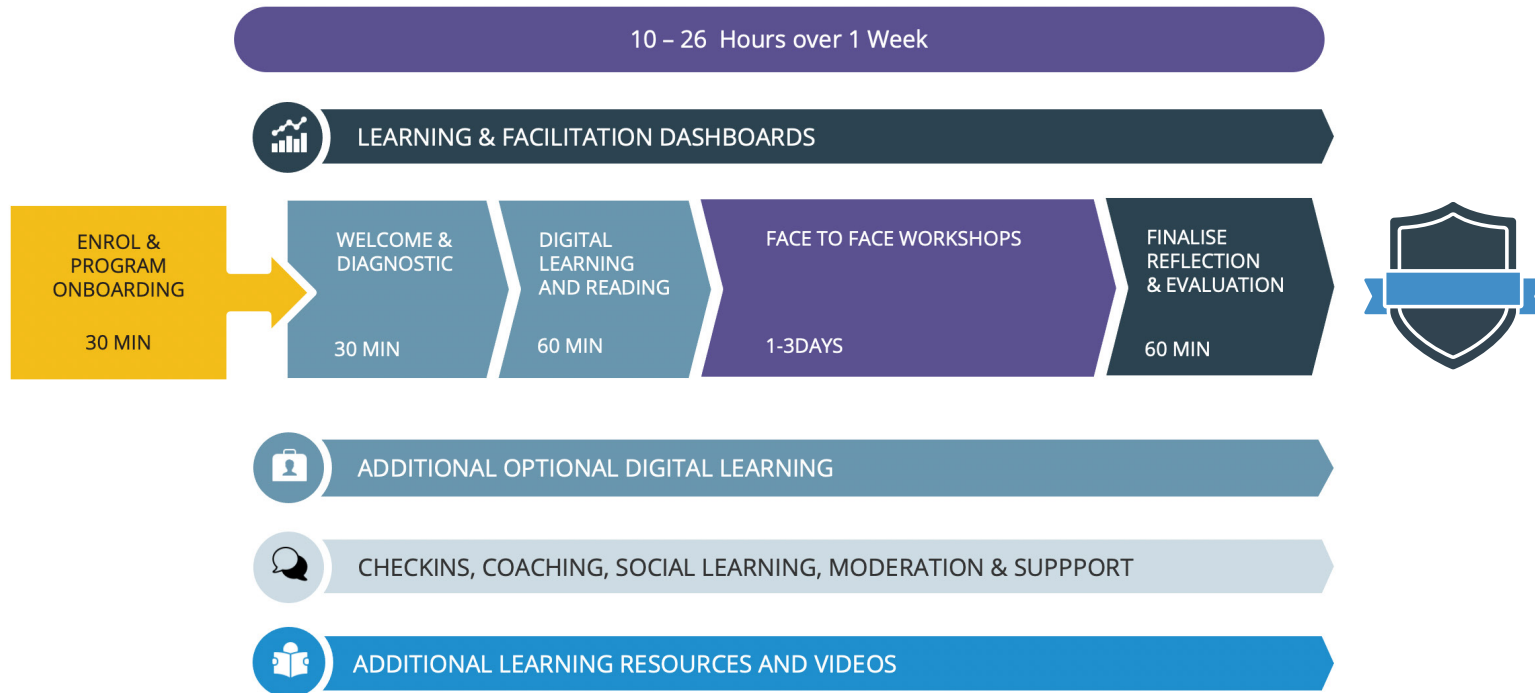 10 – 26 Hours over 1 Week
LEARNING & FACILITATION DASHBOARDS
ENROL &
PROGRAM
ONBOARDING
30 MIN
WELCOME &
DIAGNOSTIC
30 MIN
DIGITAL
LEARNING
AND READING
60 MIN
FACE TO FACE WORKSHOPS
1-3DAYS
FINALISE
REFLECTION
& EVALUATION
60 MIN
ADDITIONAL OPTIONAL DIGITAL LEARNING
CHECKINS, COACHING, SOCIAL LEARNING, MODERATION & SUPPPORT
ADDITIONAL LEARNING RESOURCES AND VIDEOS